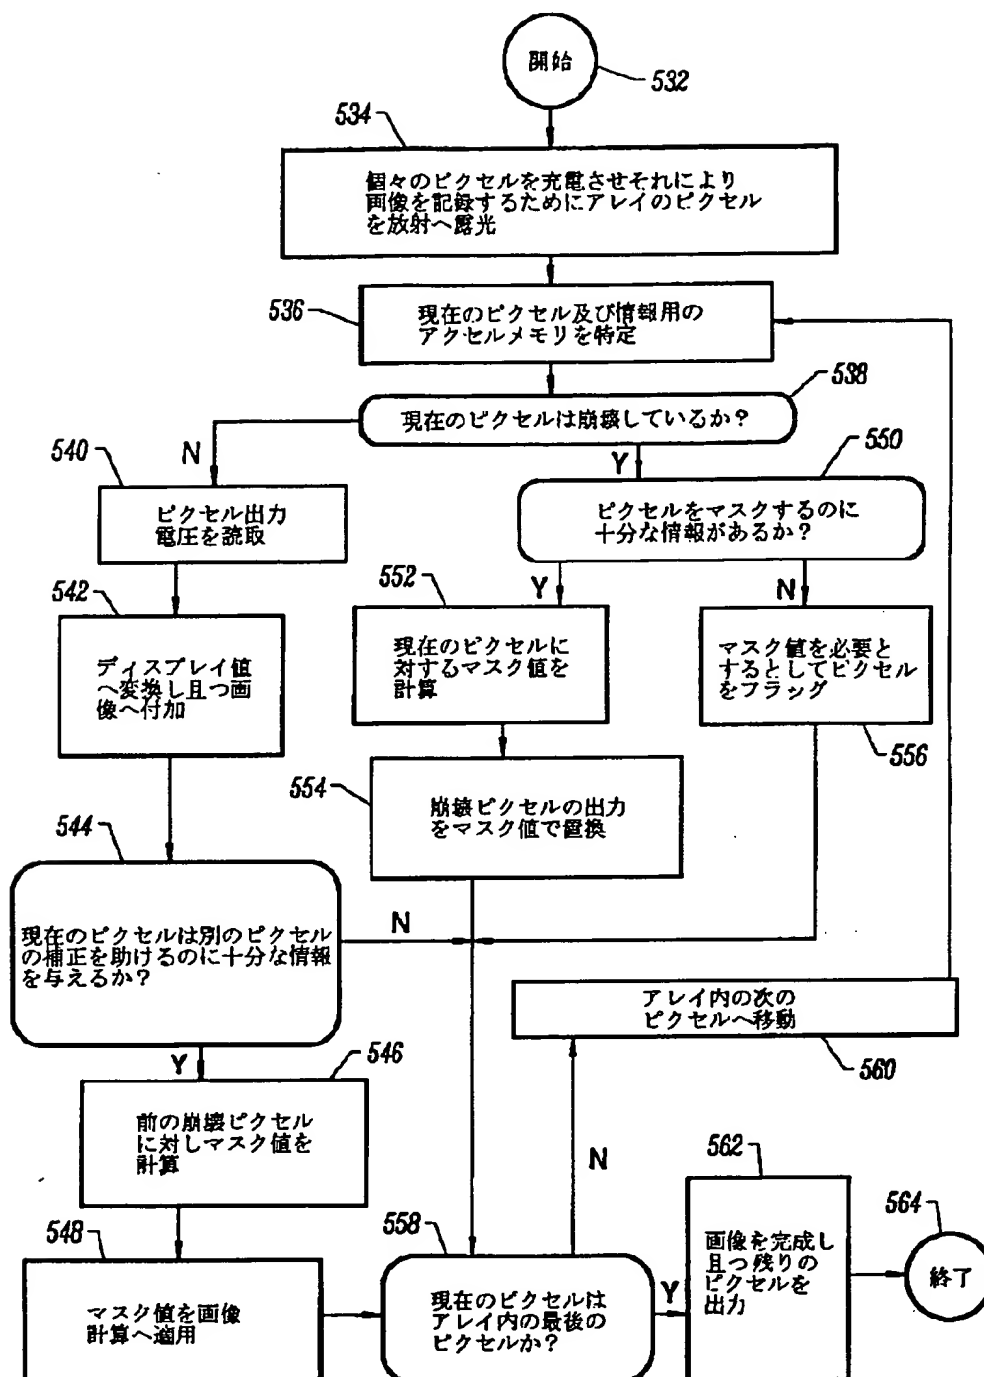 開始
532
534
個々のピクセルを充電させそれにより
画像を記録するためにアレイのピクセル
を放射へ露光
536
現在のピクセル及び情報用の
アクセルメモリを特定
538
現在のピクセルは崩壊しているか?
N
Y
540
ピクセル出力
電圧を読取
550
ピクセルをマスクするのに
十分な情報があるか?
Y
N
542
ディスプレイ値
へ変換し且つ画
像へ付加
552
現在のピクセルに
対するマスク値を
計算
マスク値を必要と
するとしてピクセル
をフラッグ
556
554
崩壊ピクセルの出力
をマスク値で置換
544
現在のピクセルは別のピクセル
の補正を助けるのに十分な情報
を与えるか?
N
Y
アレイ内の次の
ピクセルへ移動
560
546
前の崩壊ピクセル
に対しマスク値を
計算
N
548
マスク値を画像
計算へ適用
558
現在のピクセルは
アレイ内の最後の
ピクセルか?
Y
562
画像を完成し
且つ残りの
ピクセルを
出力
564
終了